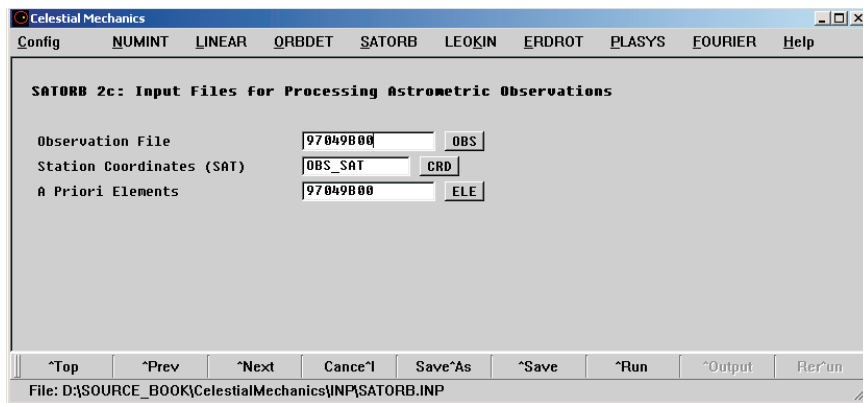 Celestial Mechanics
Config NUMINT LINEAR ORBDET SATORB LEOKIN ERDROT PLASYS FOURIER Help
SATORB 2c: Input Files for Processing Astrometric Observations
Observation File 97049B00 OBS
Station Coordinates (SAT) OBS_SAT CRD
A Priori Elements 97049B00 ELE
^Top ^Prev ^Next Cance^l Save^As ^Save ^Run ^Output Rer^un
File: D:\SOURCE_BOOK\CelestialMechanics\INP\SATORB.INP